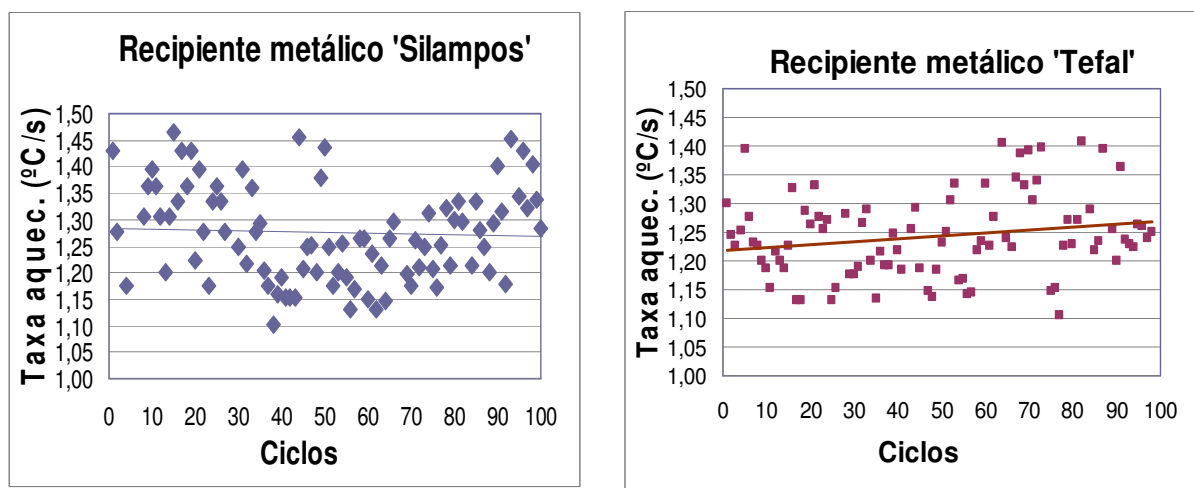 Recipiente metálico 'Silampos'
Taxa aquec. (ºC/s)
1,50
1,45
1,40
1,35
1,30
1,25
1,20
1,15
1,10
1,05
1,00
0 10 20 30 40 50 60 70 80 90 100
Ciclos
Recipiente metálico 'Tefal'
Taxa aquec. (ºC/s)
1,50
1,45
1,40
1,35
1,30
1,25
1,20
1,15
1,10
1,05
1,00
0 10 20 30 40 50 60 70 80 90 100
Ciclos